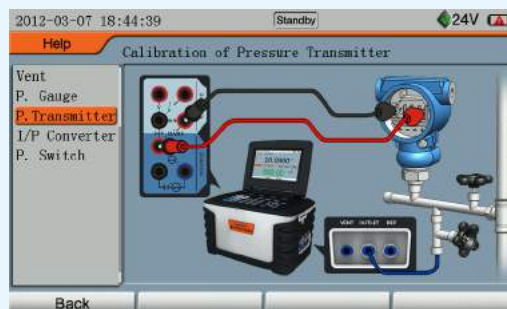 2012-03-07 18:44:39
Standby
24V
Help
Calibration of Pressure Transmitter
Vent
P. Gauge
P.Transmitter
I/P Converter
P. Switch
VENT OUTLET REF
Back